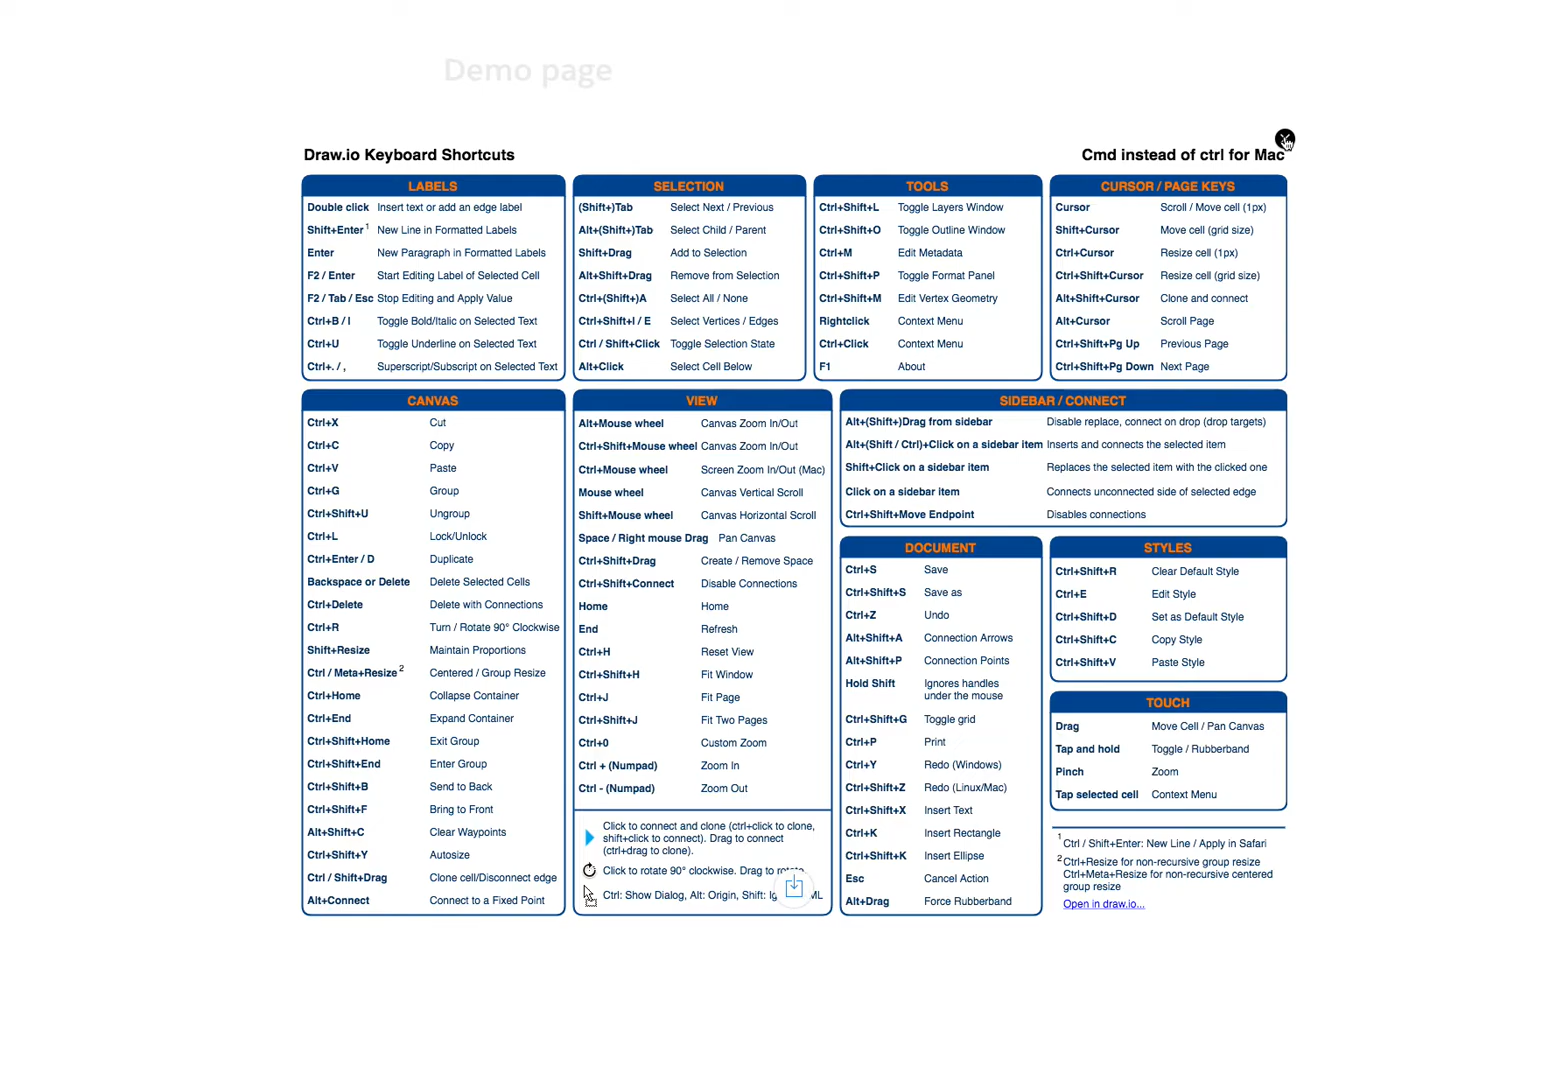 Demo page
Draw.io Keyboard Shortcuts
Cmd instead of ctrl for Mac
LABELS
Double click Insert text or add an edge label
Shift+Enter 1 New Line in Formatted Labels
Enter New Paragraph in Formatted Labels
F2 / Enter Start Editing Label of Selected Cell
F2 / Tab / Esc Stop Editing and Apply Value
Ctrl+B / I Toggle Bold/Italic on Selected Text
Ctrl+U Toggle Underline on Selected Text
Ctrl+. / , Superscript/Subscript on Selected Text
SELECTION
(Shift+)Tab Select Next / Previous
Alt+(Shift+)Tab Select Child / Parent
Shift+Drag Add to Selection
Alt+Shift+Drag Remove from Selection
Ctrl+(Shift+)A Select All / None
Ctrl+Shift+I / E Select Vertices / Edges
Ctrl / Shift+Click Toggle Selection State
Alt+Click Select Cell Below
TOOLS
Ctrl+Shift+L Toggle Layers Window
Ctrl+Shift+O Toggle Outline Window
Ctrl+M Edit Metadata
Ctrl+Shift+P Toggle Format Panel
Ctrl+Shift+M Edit Vertex Geometry
Rightclick Context Menu
Ctrl+Click Context Menu
F1 About
CURSOR / PAGE KEYS
Cursor Scroll / Move cell (1px)
Shift+Cursor Move cell (grid size)
Ctrl+Cursor Resize cell (1px)
Ctrl+Shift+Cursor Resize cell (grid size)
Alt+Shift+Cursor Clone and connect
Alt+Cursor Scroll Page
Ctrl+Shift+Pg Up Previous Page
Ctrl+Shift+Pg Down Next Page
CANVAS
Ctrl+X Cut
Ctrl+C Copy
Ctrl+V Paste
Ctrl+G Group
Ctrl+Shift+U Ungroup
Ctrl+L Lock/Unlock
Ctrl+Enter / D Duplicate
Backspace or Delete Delete Selected Cells
Ctrl+Delete Delete with Connections
Ctrl+R Turn / Rotate 90° Clockwise
Shift+Resize Maintain Proportions
Ctrl / Meta+Resize 2 Centered / Group Resize
Ctrl+Home Collapse Container
Ctrl+End Expand Container
Ctrl+Shift+Home Exit Group
Ctrl+Shift+End Enter Group
Ctrl+Shift+B Send to Back
Ctrl+Shift+F Bring to Front
Alt+Shift+C Clear Waypoints
Ctrl+Shift+Y Autosize
Ctrl / Shift+Drag Clone cell/Disconnect edge
Alt+Connect Connect to a Fixed Point
VIEW
Alt+Mouse wheel Canvas Zoom In/Out
Ctrl+Shift+Mouse wheel Canvas Zoom In/Out
Ctrl+Mouse wheel Screen Zoom In/Out (Mac)
Mouse wheel Canvas Vertical Scroll
Shift+Mouse wheel Canvas Horizontal Scroll
Space / Right mouse Drag Pan Canvas
Ctrl+Shift+Drag Create / Remove Space
Ctrl+Shift+Connect Disable Connections
Home Home
End Refresh
Ctrl+H Reset View
Ctrl+Shift+H Fit Window
Ctrl+J Fit Page
Ctrl+Shift+J Fit Two Pages
Ctrl+0 Custom Zoom
Ctrl + (Numpad) Zoom In
Ctrl - (Numpad) Zoom Out
Click to connect and clone (ctrl+click to clone,
shift+click to connect). Drag to connect
(ctrl+drag to clone).
Click to rotate 90° clockwise. Drag to rotate.
Ctrl: Show Dialog, Alt: Origin, Shift:
SIDEBAR / CONNECT
Alt+(Shift+)Drag from sidebar Disable replace, connect on drop (drop targets)
Alt+(Shift / Ctrl)+Click on a sidebar item Inserts and connects the selected item
Shift+Click on a sidebar item Replaces the selected item with the clicked one
Click on a sidebar item Connects unconnected side of selected edge
Ctrl+Shift+Move Endpoint Disables connections
DOCUMENT
Ctrl+S Save
Ctrl+Shift+S Save as
Ctrl+Z Undo
Alt+Shift+A Connection Arrows
Alt+Shift+P Connection Points
Hold Shift Ignores handles
under the mouse
Ctrl+Shift+G Toggle grid
Ctrl+P Print
Ctrl+Y Redo (Windows)
Ctrl+Shift+Z Redo (Linux/Mac)
Ctrl+Shift+X Insert Text
Ctrl+K Insert Rectangle
Ctrl+Shift+K Insert Ellipse
Esc Cancel Action
Alt+Drag Force Rubberband
STYLES
Ctrl+Shift+R Clear Default Style
Ctrl+E Edit Style
Ctrl+Shift+D Set as Default Style
Ctrl+Shift+C Copy Style
Ctrl+Shift+V Paste Style
TOUCH
Drag Move Cell / Pan Canvas
Tap and hold Toggle / Rubberband
Pinch Zoom
Tap selected cell Context Menu
1 Ctrl / Shift+Enter: New Line / Apply in Safari
2 Ctrl+Resize for non-recursive group resize
Ctrl+Meta+Resize for non-recursive centered
group resize
Open in draw.io...